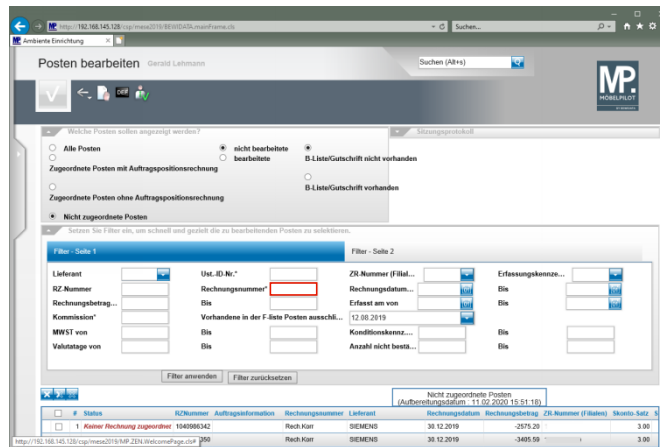 http://192.168.145.128/csp/mese2019/BEWIDATA.mainFrame.cls
Suchen...
Ambiente Einrichtung
Posten bearbeiten Gerald Lehmann
Suchen (Alt+s)
MP.
MÖBELPILOT
Welche Posten sollen angezeigt werden?
Sitzungsprotokoll
Alle Posten
nicht bearbeitete
bearbeitete
B-Liste/Gutschrift nicht vorhanden
Zugeordnete Posten mit Auftragspositionsrechnung
B-Liste/Gutschrift vorhanden
Zugeordnete Posten ohne Auftragspositionsrechnung
Nicht zugeordnete Posten
Setzen Sie Filter ein, um schnell und gezielt die zu bearbeitenden Posten zu selektieren.
Filter - Seite 1 Filter - Seite 2
Lieferant Ust.-ID-Nr.* ZR-Nummer (Filial... Erfassungskennze...
RZ-Nummer Rechnungsnummer* Rechnungsdatum... Bis
Rechnungsbetrag... Bis Erfasst am von Bis
Kommission* Vorhandene in der F-liste Posten ausschli... 12.08.2019
MWST von Bis Konditionskennz.... Bis
Valutatage von Bis Anzahl nicht bestä... Bis
Filter anwenden Filter zurücksetzen
Nicht zugeordnete Posten
(Aufbereitungsdatum : 11.02.2020 15:51:18)
# Status RZNummer Auftragsinformation Rechnungsnummer Lieferant Rechnungsdatum Rechnungsbetrag ZR-Nummer (Filialen) Skonto-Satz S
1 Keiner Rechnung zugeordnet 1040986342 Rech.Korr SIEMENS 30.12.2019 -2575.20 3.00
http://192.168.145.128/csp/mese2019/MP.ZEN.WelcomePage.cls# 350 Rech.Korr SIEMENS 30.12.2019 -3405.59 3.00